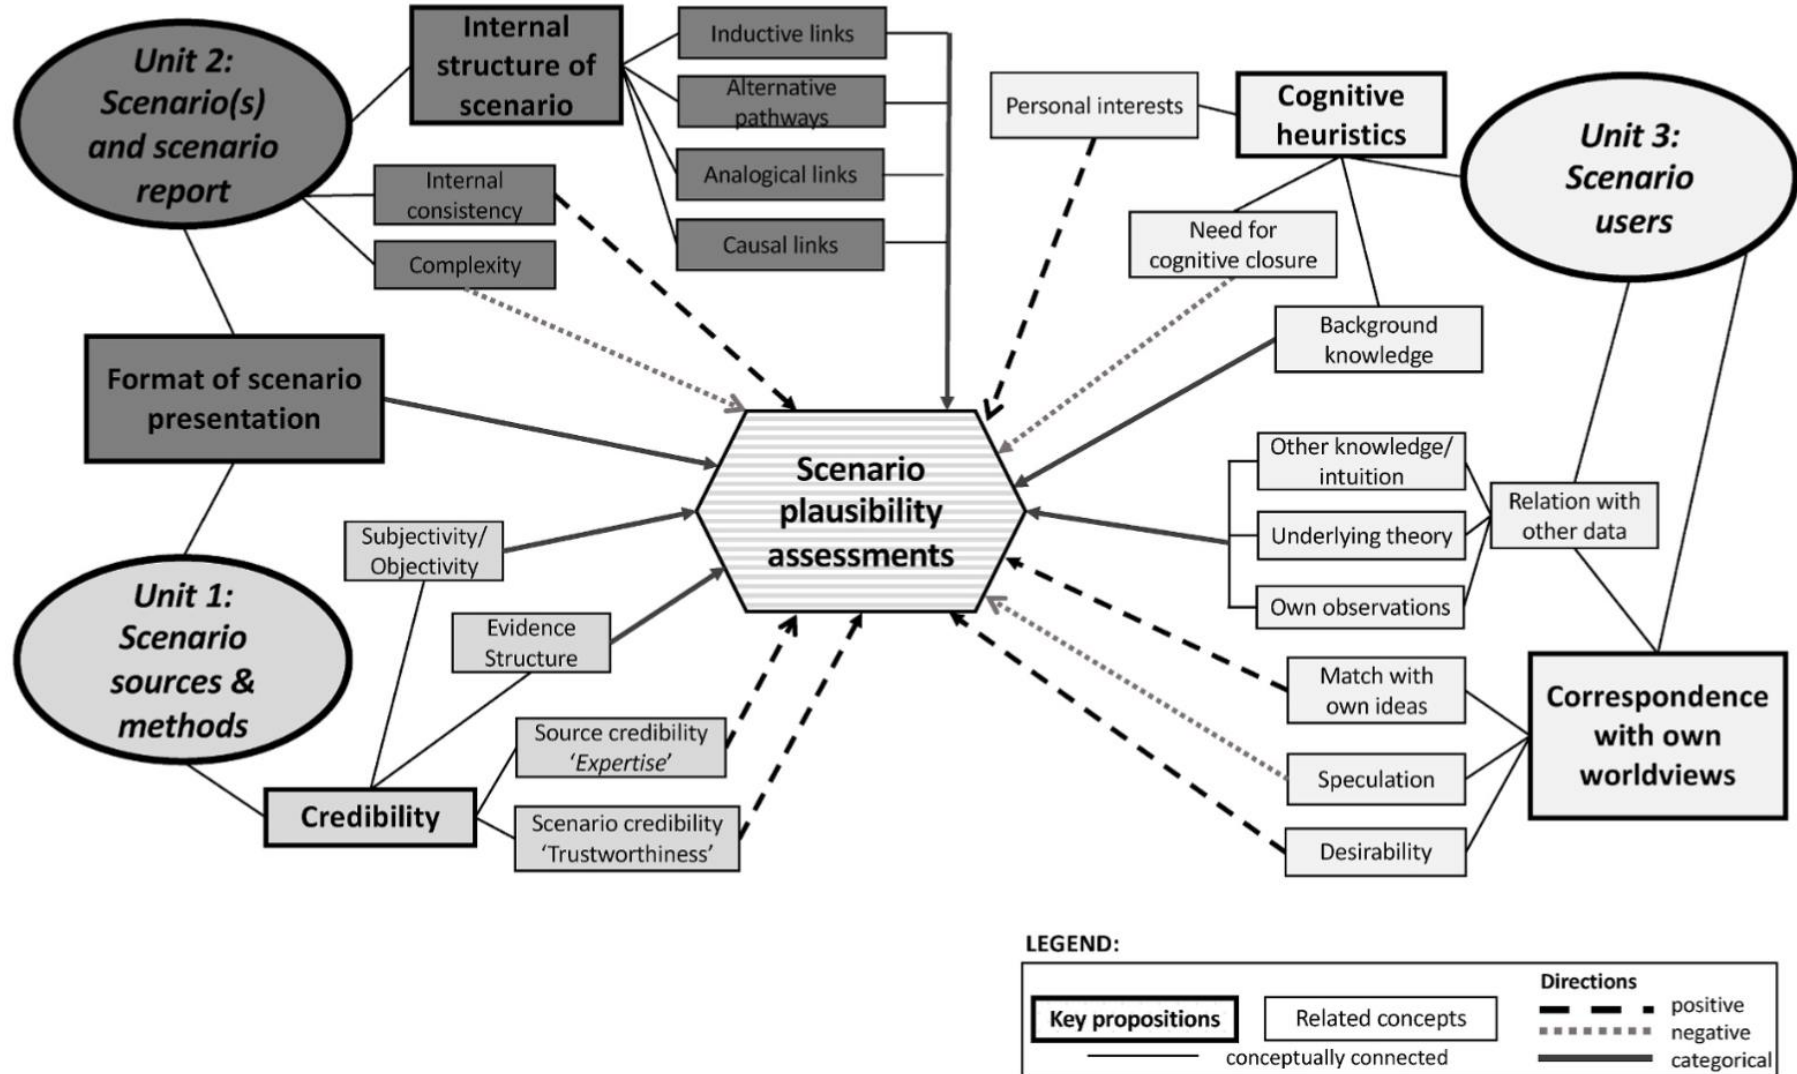 Unit 2:
Scenario(s)
and scenario
report
Internal
structure of
scenario
Inductive links
Alternative
pathways
Analogical links
Causal links
Internal
consistency
Complexity
Format of scenario
presentation
Unit 1:
Scenario
sources &
methods
Subjectivity/
Objectivity
Evidence
Structure
Source credibility
‘Expertise’
Scenario credibility
‘Trustworthiness’
Credibility
Scenario
plausibility
assessments
Personal interests
Cognitive
heuristics
Unit 3:
Scenario
users
Need for
cognitive closure
Background
knowledge
Other knowledge/
intuition
Underlying theory
Own observations
Relation with
other data
Match with
own ideas
Speculation
Desirability
Correspondence
with own
worldviews
LEGEND:
Key propositions
Related concepts
conceptually connected
Directions
positive
negative
categorical